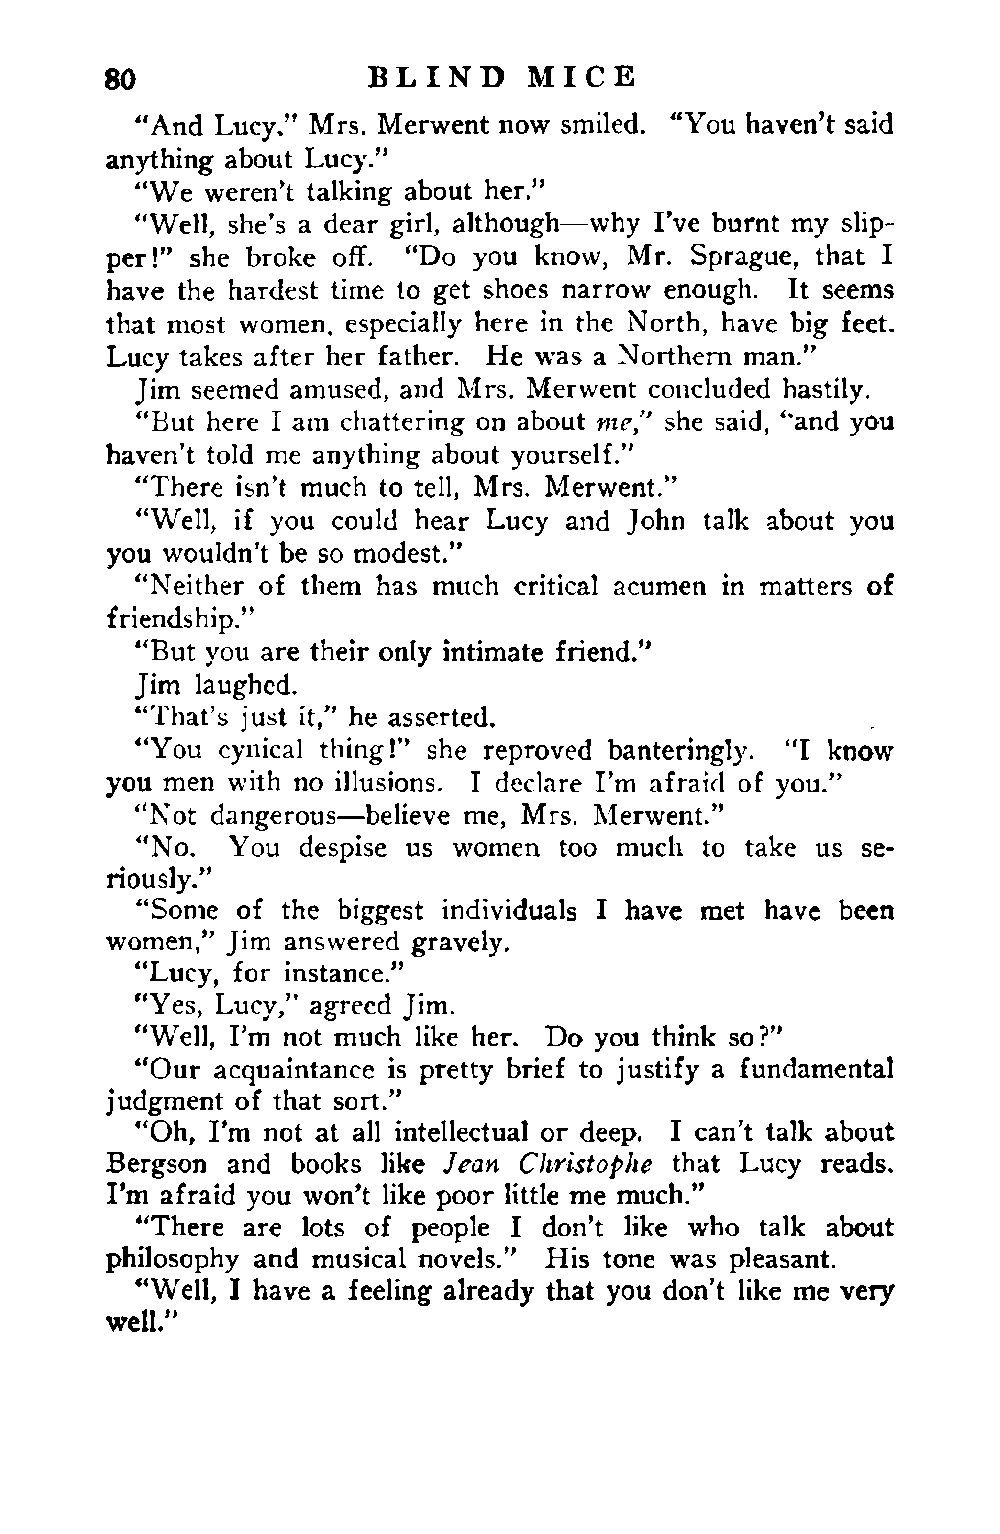 80 BLIND MICE
“And Lucy.” Mrs. Merwent now smiled. “You haven’t said
anything about Lucy.”
“We weren’t talking about her.”
“Well, she’s a dear girl, although—why I’ve burnt my slip-
per!” she broke off. “Do you know, Mr. Sprague, that I
have the hardest time to get shoes narrow enough. It seems
that most women, especially here in the North, have big feet.
Lucy takes after her father. He was a Northern man.”
Jim seemed amused, and Mrs. Merwent concluded hastily.
“But here I am chattering on about me,” she said, “and you
haven’t told me anything about yourself.”
“There isn’t much to tell, Mrs. Merwent.”
“Well, if you could hear Lucy and John talk about you
you wouldn’t be so modest.”
“Neither of them has much critical acumen in matters of
friendship.”
“But you are their only intimate friend.”
Jim laughed.
“That’s just it,” he asserted.
“You cynical thing!” she reproved banteringly. “I know
you men with no illusions. I declare I’m afraid of you.”
“Not dangerous—believe me, Mrs. Merwent.”
“No. You despise us women too much to take us se-
riously.”
“Some of the biggest individuals I have met have been
women,” Jim answered gravely.
“Lucy, for instance.”
“Yes, Lucy,” agreed Jim.
“Well, I’m not much like her. Do you think so?”
“Our acquaintance is pretty brief to justify a fundamental
judgment of that sort.”
“Oh, I’m not at all intellectual or deep. I can’t talk about
Bergson and books like Jean Christophe that Lucy reads.
I’m afraid you won’t like poor little me much.”
“There are lots of people I don’t like who talk about
philosophy and musical novels.” His tone was pleasant.
“Well, I have a feeling already that you don’t like me very
well.”